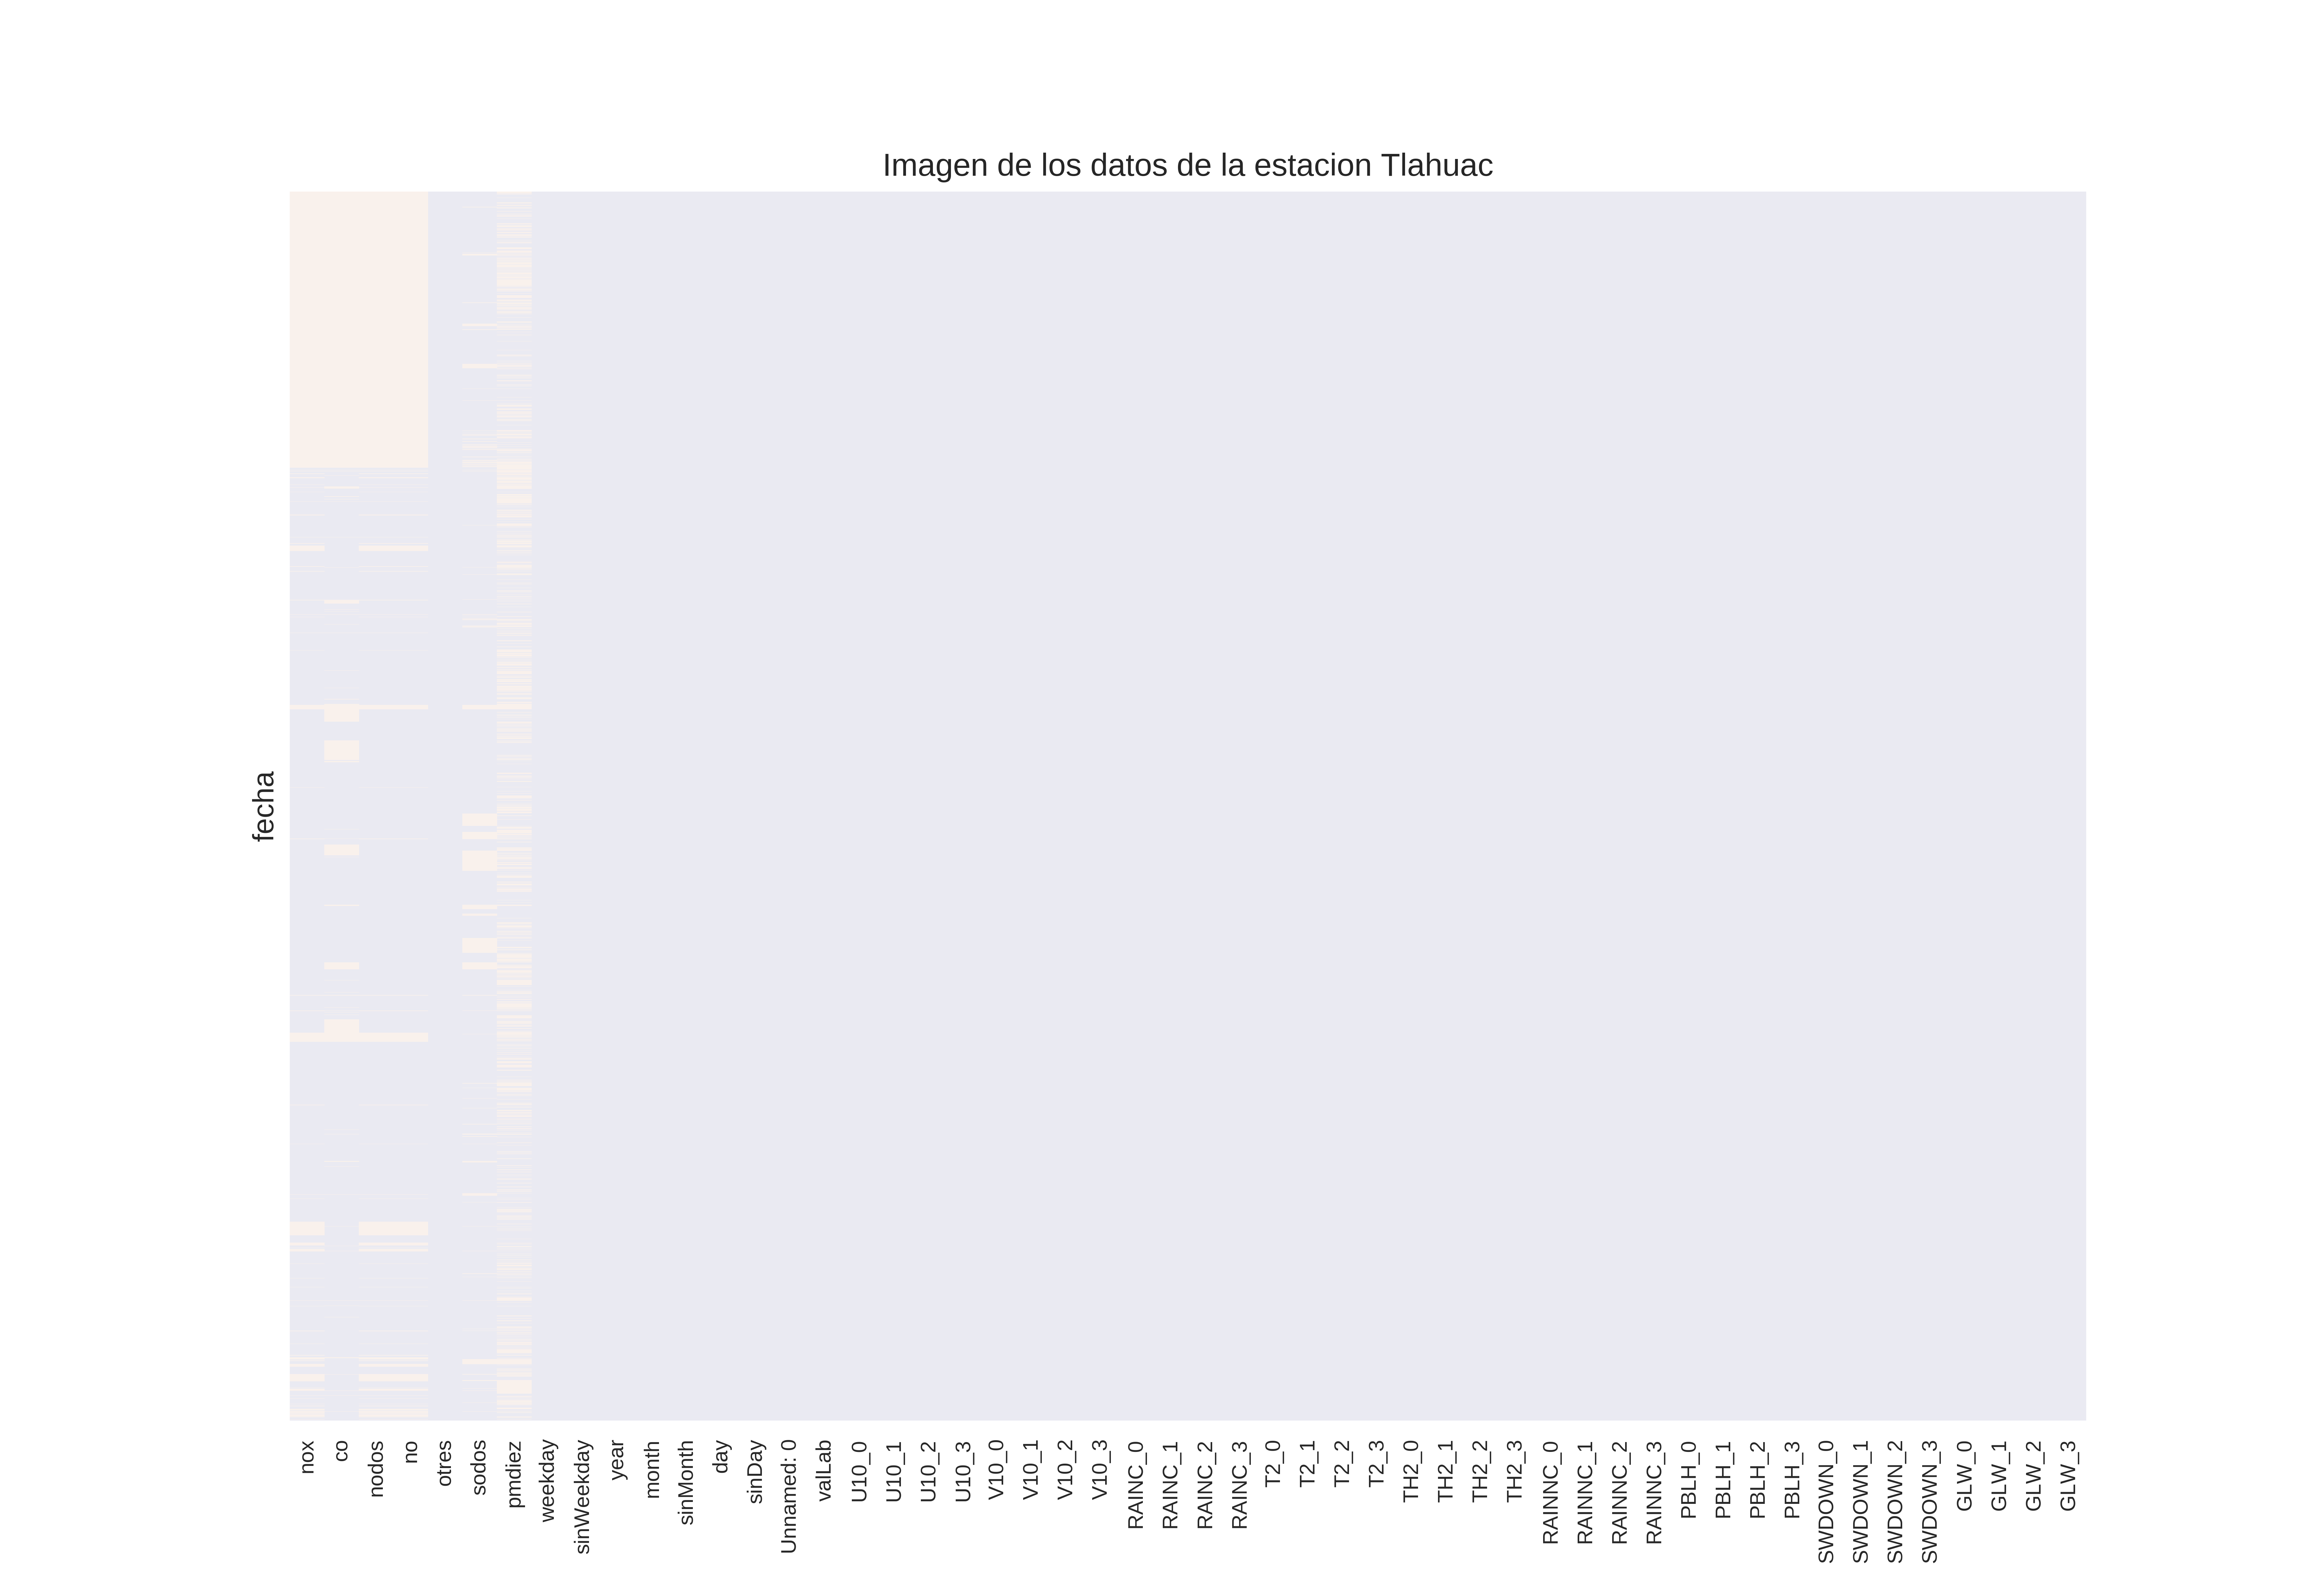 Imagen de los datos de la estacion Tlahuac
fecha
nox
co
nodos
no
otres
sodos
pmdiez
weekday
sinWeekday
year
month
sinMonth
day
sinDay
Unnamed: 0
valLab
U10_0
U10_1
U10_2
U10_3
V10_0
V10_1
V10_2
V10_3
RAINC_0
RAINC_1
RAINC_2
RAINC_3
T2_0
T2_1
T2_2
T2_3
TH2_0
TH2_1
TH2_2
TH2_3
RAINNC_0
RAINNC_1
RAINNC_2
RAINNC_3
PBLH_0
PBLH_1
PBLH_2
PBLH_3
SWDOWN_0
SWDOWN_1
SWDOWN_2
SWDOWN_3
GLW_0
GLW_1
GLW_2
GLW_3